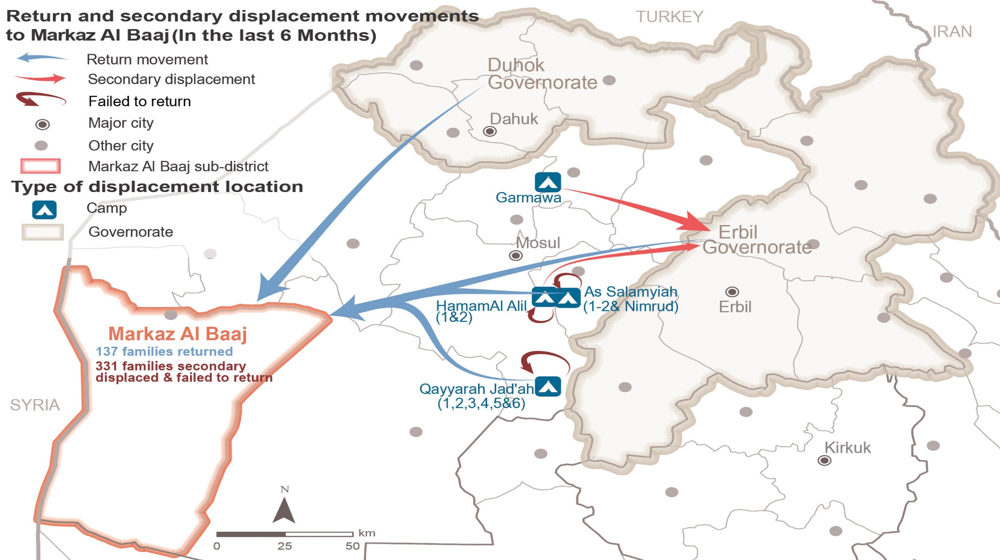 Return and secondary displacement movements
to Markaz Al Baaj(In the last 6 Months)
Return movement
Secondary displacement
Failed to return
Major city
Other city
Markaz Al Baaj sub-district
Type of displacement location
Camp
Governorate
TURKEY
IRAN
Duhok
Governorate
Dahuk
Garmawa
Mosul
Erbil
Governorate
HamamAl Alil
(1&2)
As Salamyiah
(1-2& Nimrud)
Erbil
Markaz Al Baaj
137 families returned
331 families secondary
displaced & failed to return
SYRIA
Qayyarah Jad'ah
(1,2,3,4,5&6)
Kirkuk
N
km
0 25 50